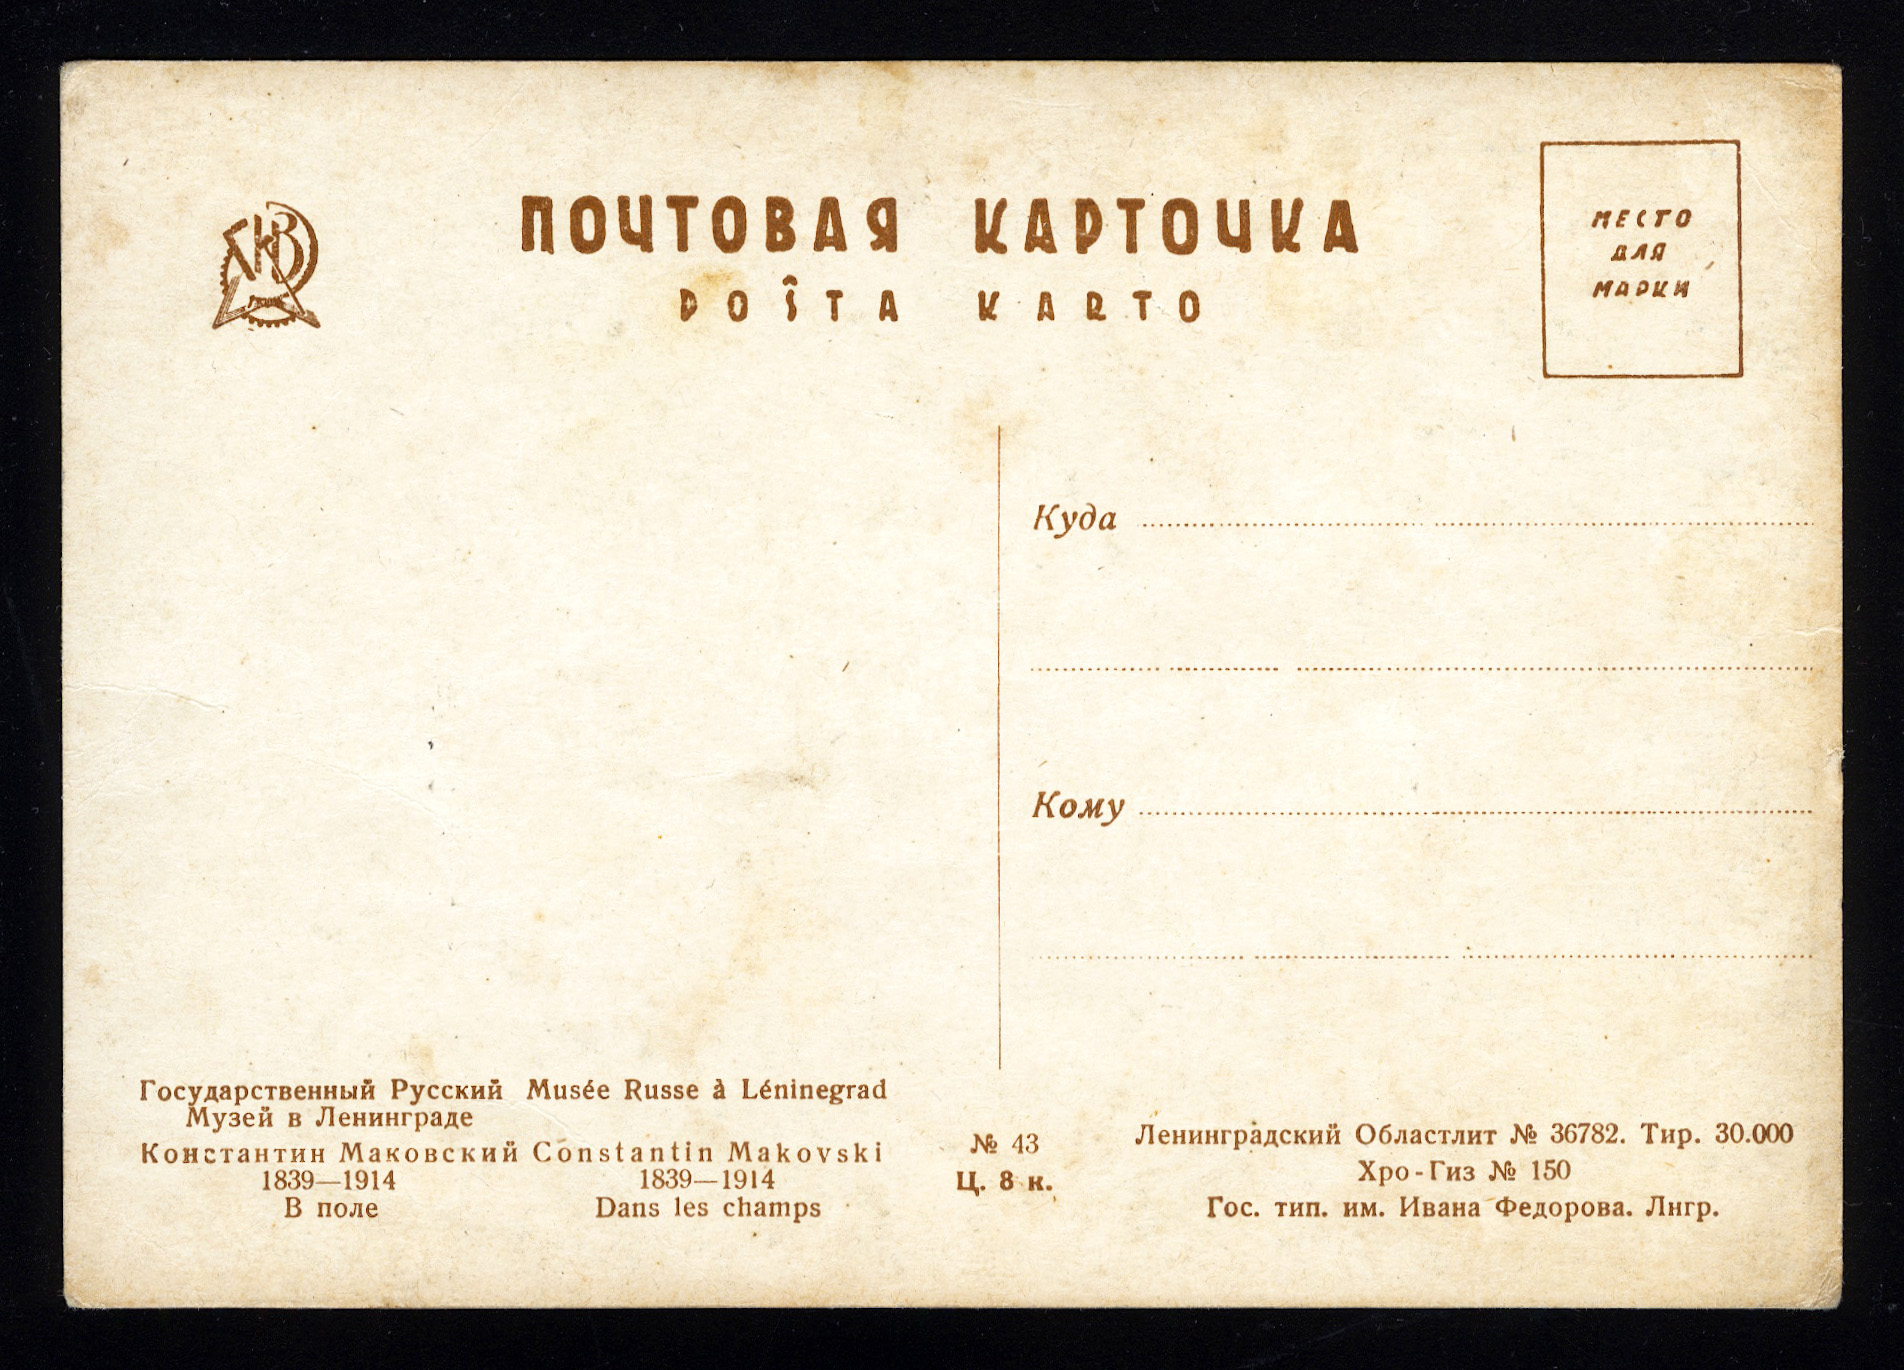 ПОЧТОВАЯ КАРТОЧКА
POŜTA KARTO
МЕСТО
ДЛЯ
МАРКИ
Куда
Кому
Государственный Русский
Музей в Ленинграде
Константин Маковский
1839—1914
В поле
Musée Russe à Léninegrad
Constantin Makovski
1839—1914
Dans les champs
№ 43
Ц. 8 к.
Ленинградский Областлит № 36782. Тир. 30.000
Хро-Гиз № 150
Гос. тип. им. Ивана Федорова. Лнгр.